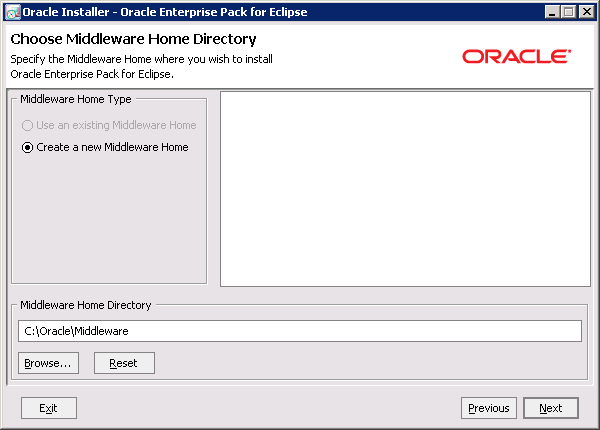 Oracle Installer - Oracle Enterprise Pack for Eclipse
Choose Middleware Home Directory
Specify the Middleware Home where you wish to install
Oracle Enterprise Pack for Eclipse.
ORACLE
Middleware Home Type
Use an existing Middleware Home
Create a new Middleware Home
Middleware Home Directory
C:\Oracle\Middleware
Browse...
Reset
Exit
Previous
Next